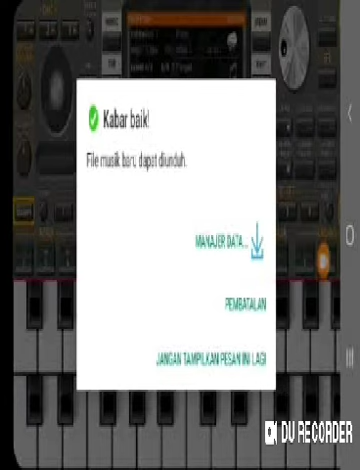 Kabar baik!
File musik baru dapat diunduh.
MANAJER DATA...
PEMBATALAN
JANGAN TAMPILKAN PESAN INI LAGI
DU RECORDER